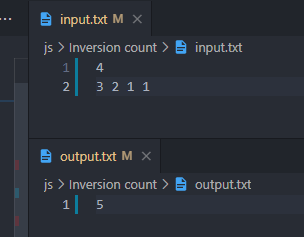 input.txt M ×
js > Inversion count > input.txt
1 4
2 3 2 1 1
output.txt M ×
js > Inversion count > output.txt
1 5